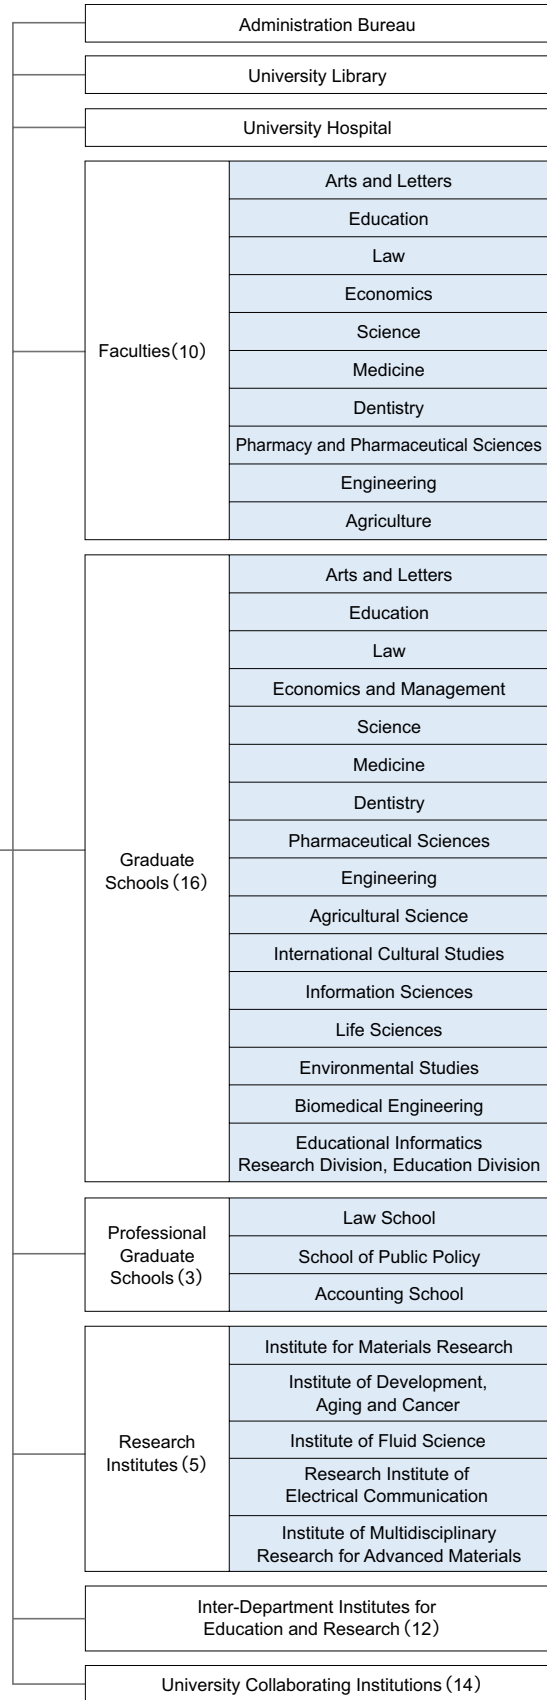 Administration Bureau
University Library
University Hospital
Faculties(10)
Arts and Letters
Education
Law
Economics
Science
Medicine
Dentistry
Pharmacy and Pharmaceutical Sciences
Engineering
Agriculture
Graduate
Schools(16)
Arts and Letters
Education
Law
Economics and Management
Science
Medicine
Dentistry
Pharmaceutical Sciences
Engineering
Agricultural Science
International Cultural Studies
Information Sciences
Life Sciences
Environmental Studies
Biomedical Engineering
Educational Informatics
Research Division, Education Division
Professional
Graduate
Schools(3)
Law School
School of Public Policy
Accounting School
Research
Institutes(5)
Institute for Materials Research
Institute of Development,
Aging and Cancer
Institute of Fluid Science
Research Institute of
Electrical Communication
Institute of Multidisciplinary
Research for Advanced Materials
Inter-Department Institutes for
Education and Research(12)
University Collaborating Institutions(14)